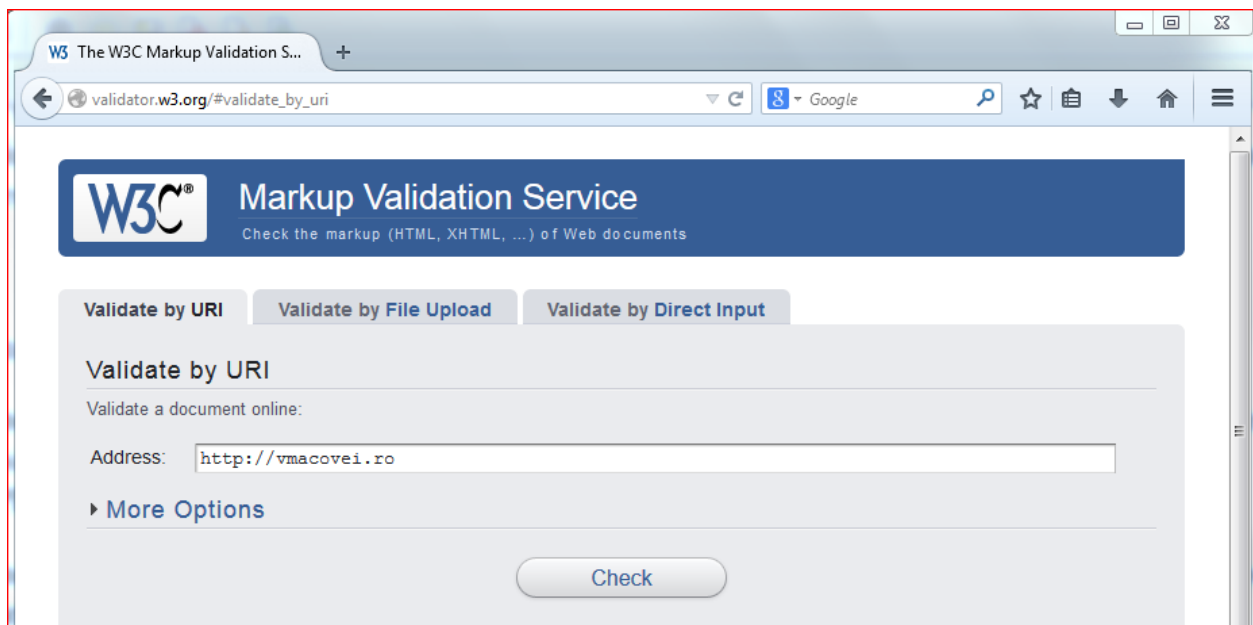 W3 The W3C Markup Validation S...
validator.w3.org/#validate_by_uri
8 Google
W3C®
Markup Validation Service
Check the markup (HTML, XHTML, ...) of Web documents
Validate by URI Validate by File Upload Validate by Direct Input
Validate by URI
Validate a document online:
Address: http://vmacovei.ro
More Options
Check